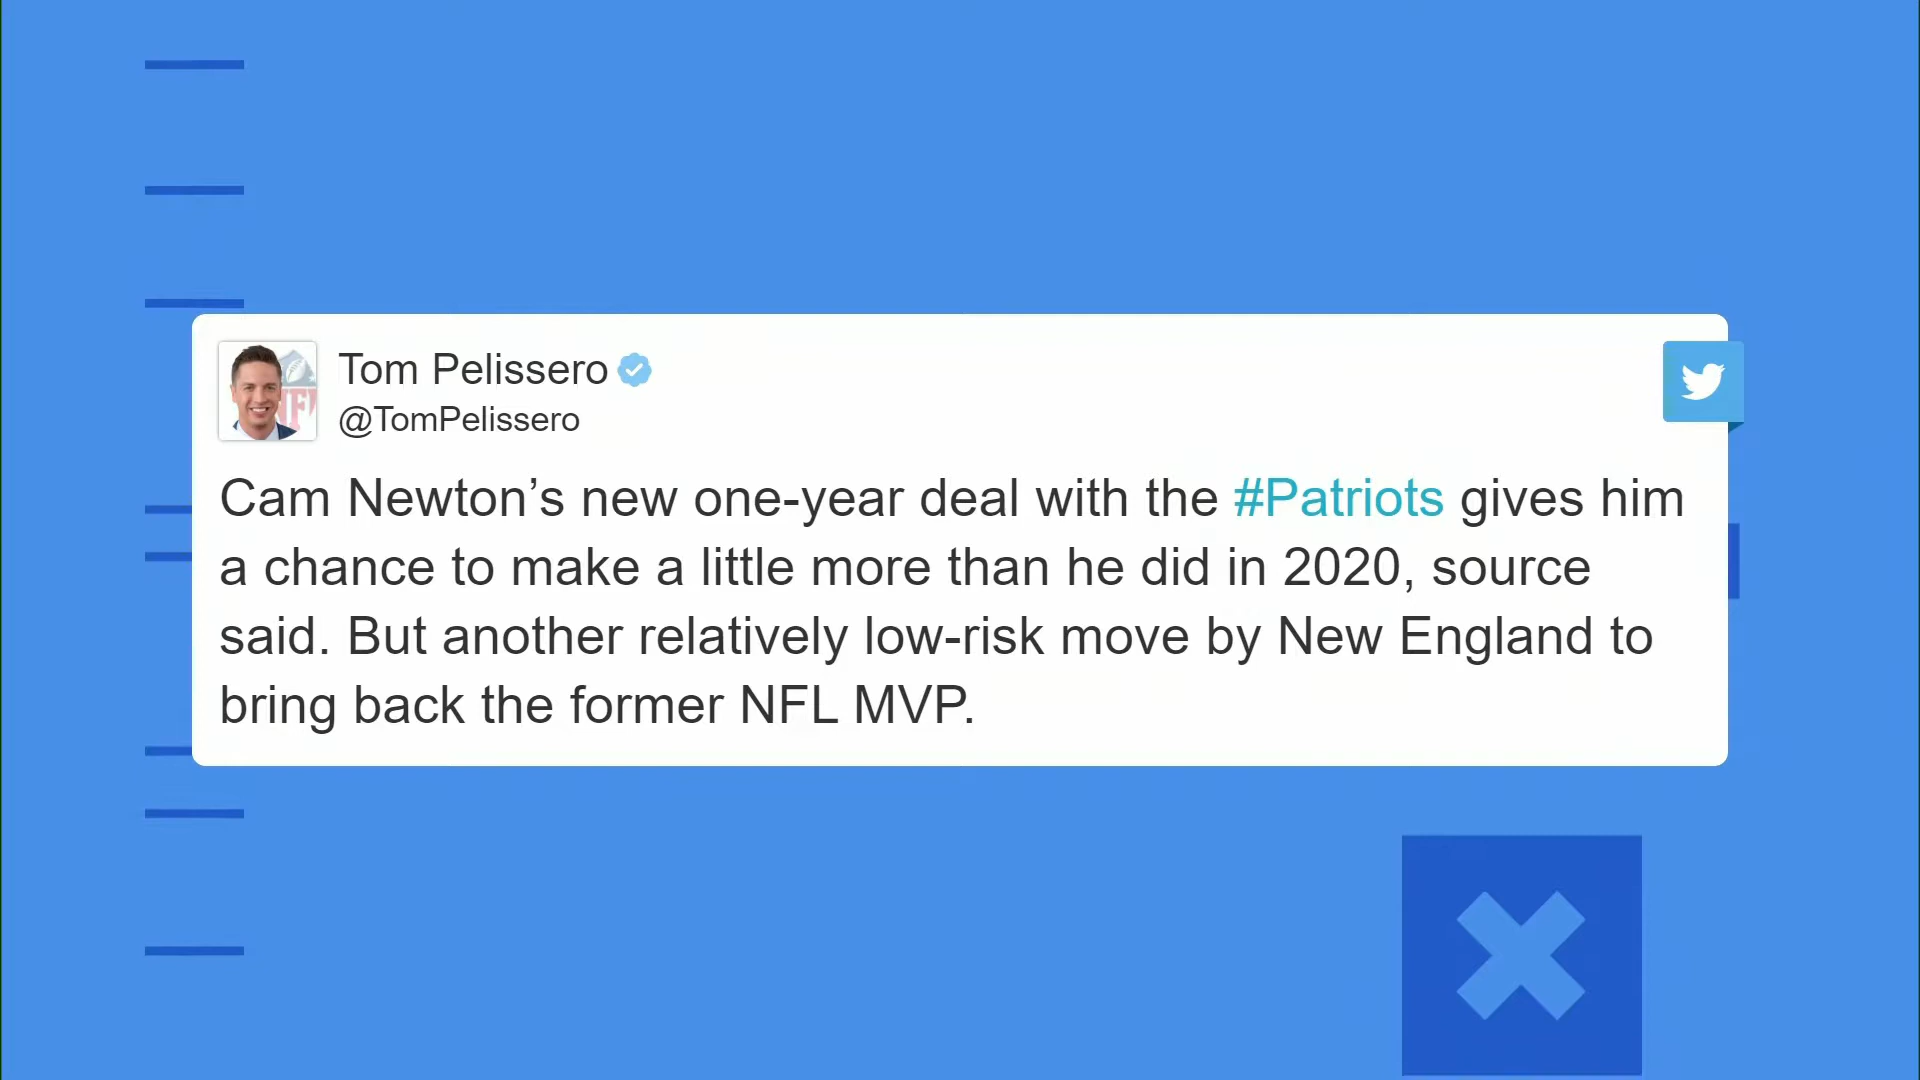 Tom Pelissero
@TomPelissero
Cam Newton’s new one-year deal with the #Patriots gives him
a chance to make a little more than he did in 2020, source
said. But another relatively low-risk move by New England to
bring back the former NFL MVP.